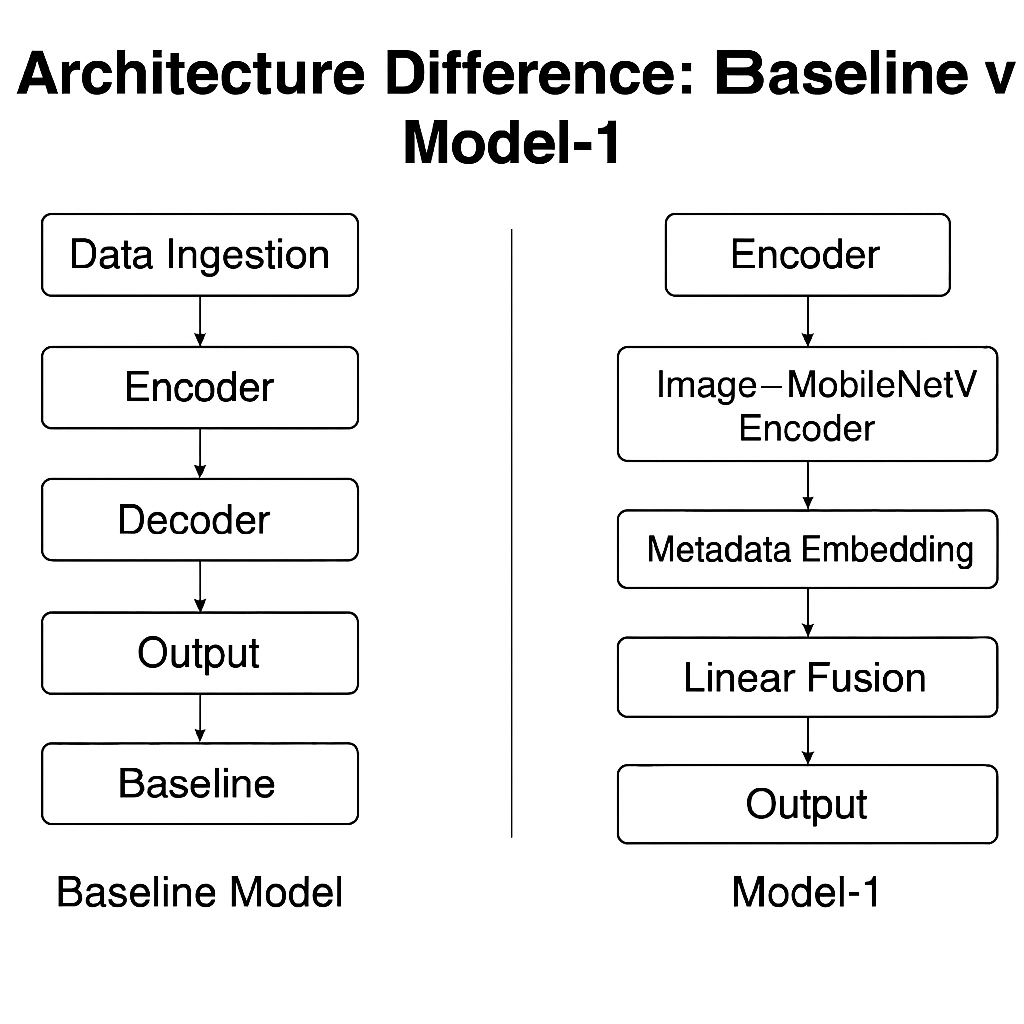 Architecture Difference: Baseline v
Model-1
Data Ingestion
Encoder
Decoder
Output
Baseline
Baseline Model
Encoder
Image–MobileNetV
Encoder
Metadata Embedding
Linear Fusion
Output
Model-1